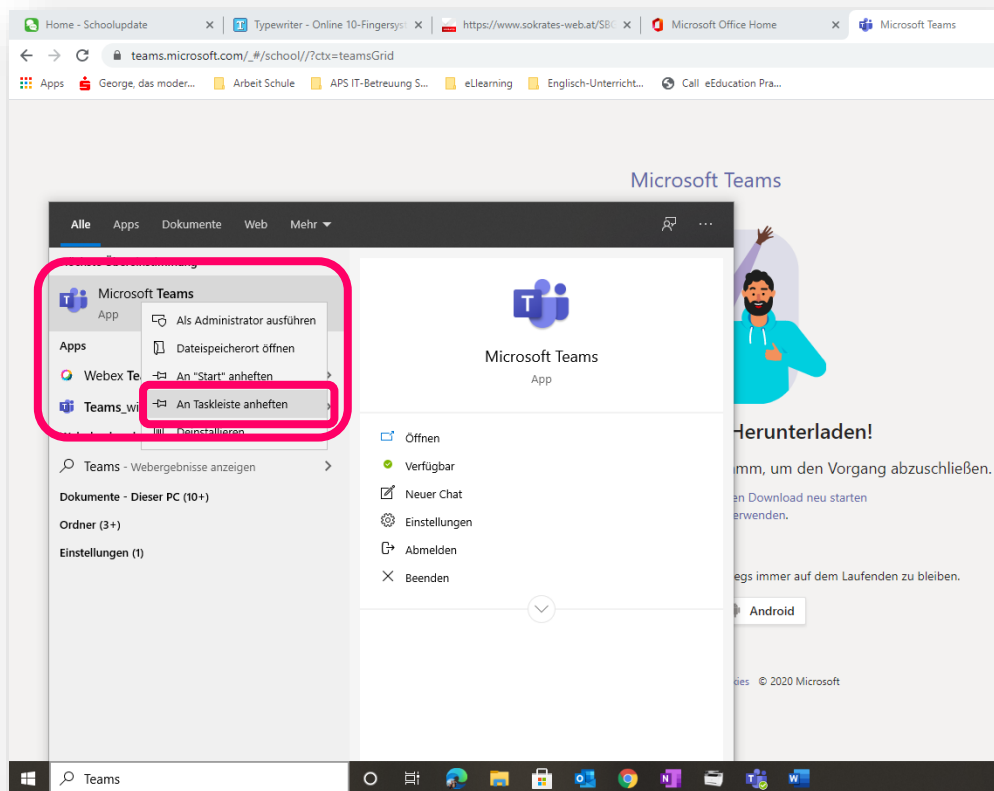 Home - Schoolupdate
Typewriter - Online 10-Fingersys
https://www.sokrates-web.at/SB
Microsoft Office Home
Microsoft Teams
teams.microsoft.com/_#/school//?ctx=teamsGrid
Apps
George, das moder...
Arbeit Schule
APS IT-Betreuung S...
eLearning
Englisch-Unterricht...
Call eEducation Pra...
Microsoft Teams
Alle Apps Dokumente Web Mehr
Microsoft Teams
App
Apps
Webex Te
Teams_wi
Als Administrator ausführen
Dateispeicherort öffnen
An "Start" anheften
An Taskleiste anheften
Deinstallieren
Teams - Webergebnisse anzeigen
Dokumente - Dieser PC (10+)
Ordner (3+)
Einstellungen (1)
Microsoft Teams
App
Öffnen
Verfügbar
Neuer Chat
Einstellungen
Abmelden
Beenden
Herunterladen!
mm, um den Vorgang abzuschließen.
en Download neu starten
erwenden.
egs immer auf dem Laufenden zu bleiben.
Android
kies © 2020 Microsoft
Teams